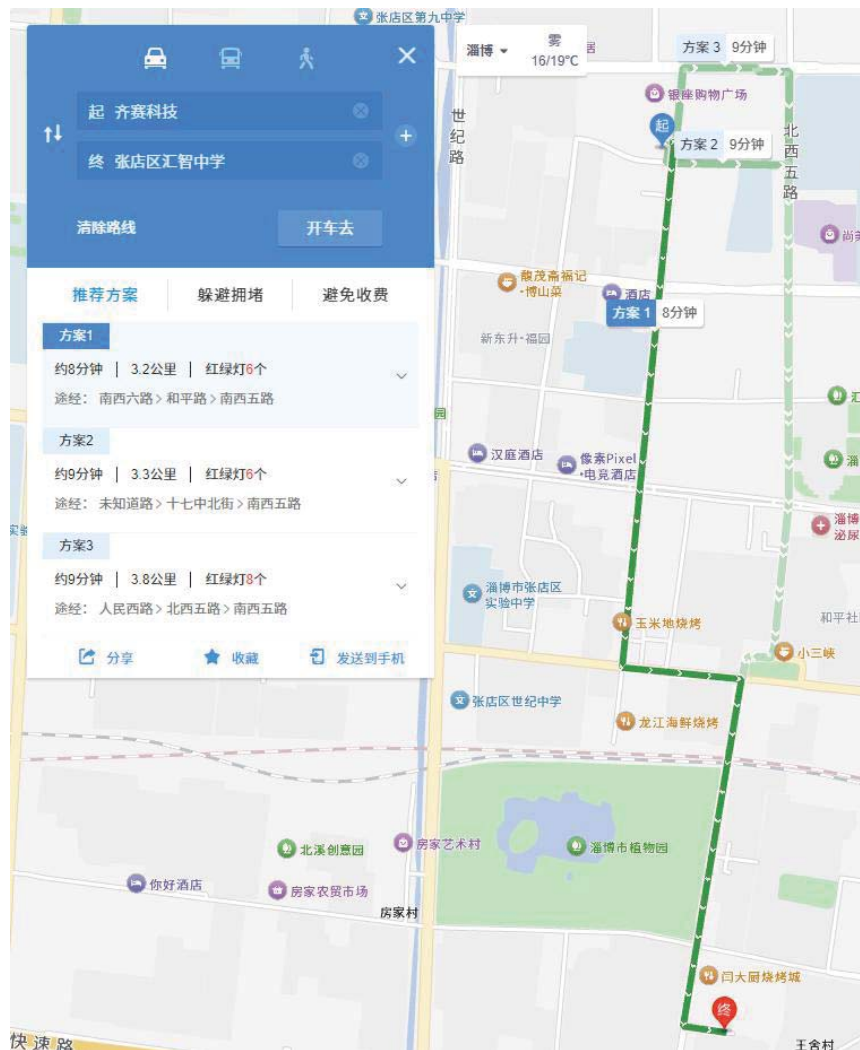 张店区第九中学
淄博
雾
16/19℃
居
方案 3 9分钟
银座购物广场
起 齐赛科技
终 张店区汇智中学
清除路线
开车去
世纪路
起
方案 2 9分钟
北西五路
尚美
推荐方案
躲避拥堵
避免收费
馥茂斋福记
·博山菜
酒店
方案 1 8分钟
新东升·福园
方案1
约8分钟 | 3.2公里 | 红绿灯6个
途经: 南西六路>和平路>南西五路
方案2
约9分钟 | 3.3公里 | 红绿灯6个
途经: 未知道路>十七中北街>南西五路
方案3
约9分钟 | 3.8公里 | 红绿灯8个
途经: 人民西路>北西五路>南西五路
分享
收藏
发送到手机
园
汇
汉庭酒店
像素Pixel
·电竞酒店
淄
淄博
泌尿
文
淄博市张店区
实验中学
玉米地烧烤
和平社
小三峡
文
张店区世纪中学
龙江海鲜烧烤
北溪创意园
房家艺术村
淄博市植物园
你好酒店
房家农贸市场
房家村
闫大厨烧烤城
终
快速路
王舍村